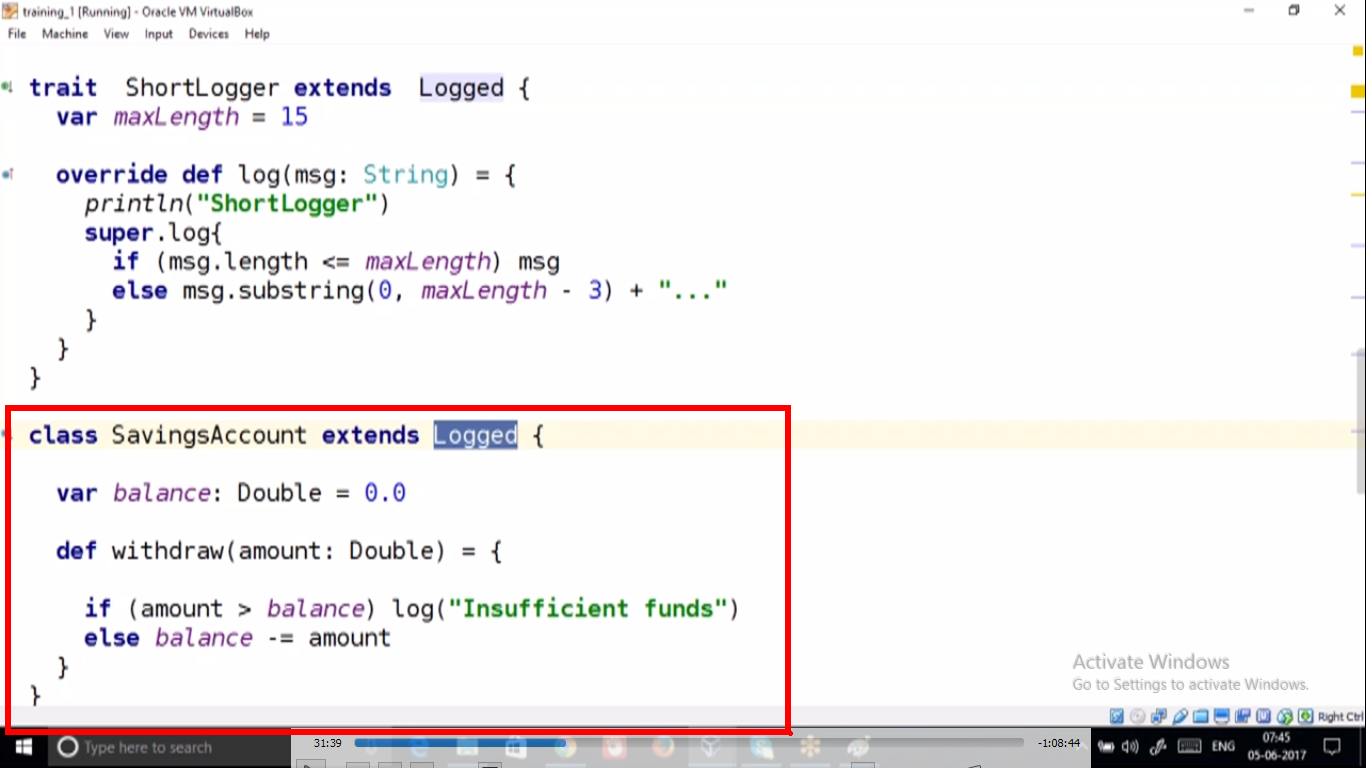 training_1 [Running] - Oracle VM VirtualBox
File Machine View Input Devices Help
trait ShortLogger extends Logged {
var maxLength = 15
override def log(msg: String) = {
println("ShortLogger")
super.log{
if (msg.length <= maxLength) msg
else msg.substring(0, maxLength - 3) + "..."
}
}
}
class SavingsAccount extends Logged {
var balance: Double = 0.0
def withdraw(amount: Double) = {
if (amount > balance) log("Insufficient funds")
else balance -= amount
}
}
Activate Windows
Go to Settings to activate Windows.
Right Ctrl
Type here to search
31:39
-1:08:44
ENG
07:45
05-06-2017